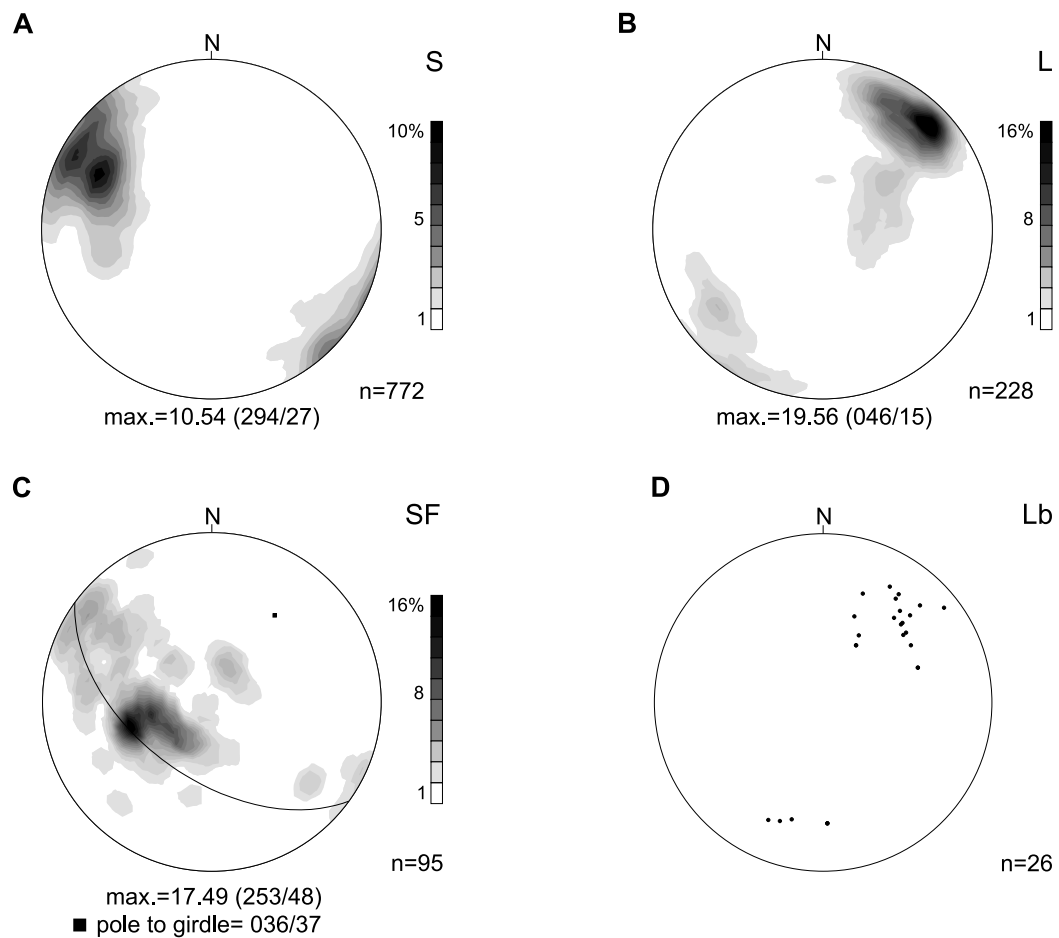 A
N
S
10%
5
1
n=772
max.=10.54 (294/27)
B
N
L
16%
8
1
n=228
max.=19.56 (046/15)
C
N
SF
16%
8
1
n=95
max.=17.49 (253/48)
pole to girdle= 036/37
D
N
Lb
n=26